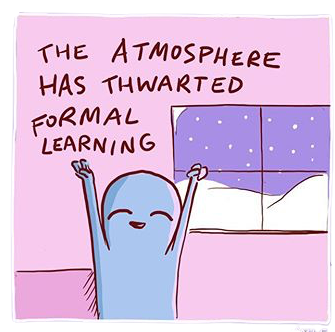 THE ATMOSPHERE
HAS THWARTED
FORMAL
LEARNING